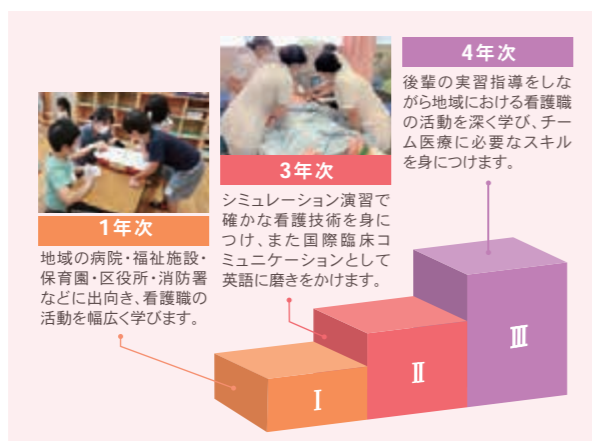 1年次
地域の病院・福祉施設・
保育園・区役所・消防署
などに出向き、看護職の
活動を幅広く学びます。
3年次
シミュレーション演習で
確かな看護技術を身に
つけ、また国際臨床コ
ミュニケーションとして
英語に磨きをかけます。
4年次
後輩の実習指導をしな
がら地域における看護職
の活動を深く学び、チー
ム医療に必要なスキル
を身につけます。
Ⅰ
Ⅱ
Ⅲ